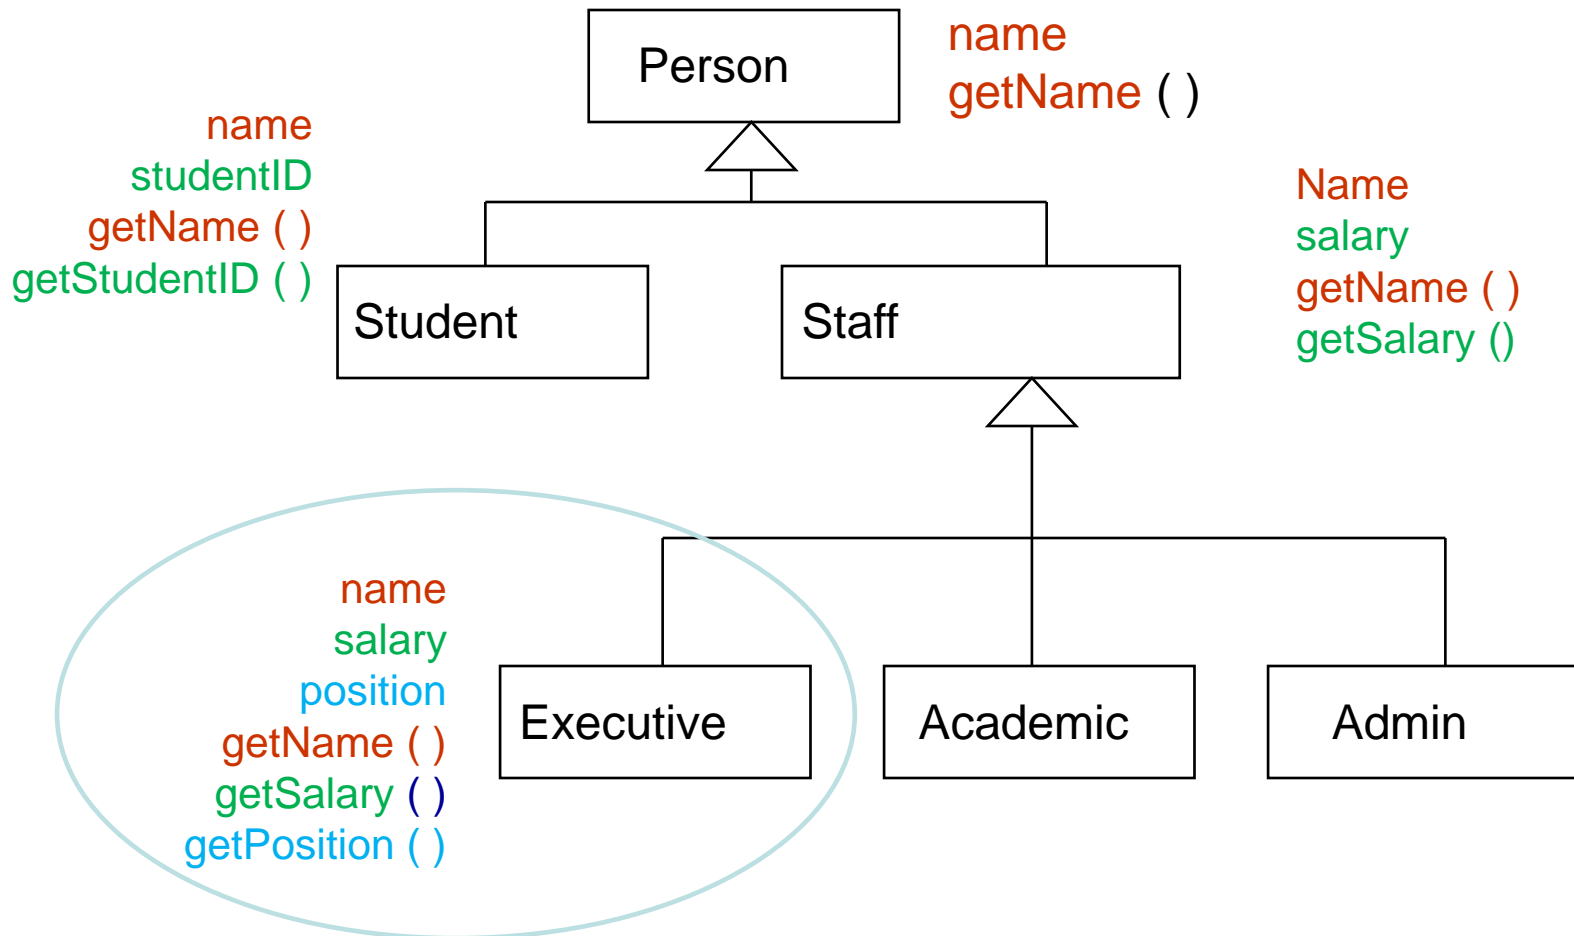 Person
name
getName ( )
name
studentID
getName ( )
getStudentID ( )
Name
salary
getName ( )
getSalary ()
Student
Staff
name
salary
position
getName ( )
getSalary ( )
getPosition ( )
Executive
Academic
Admin